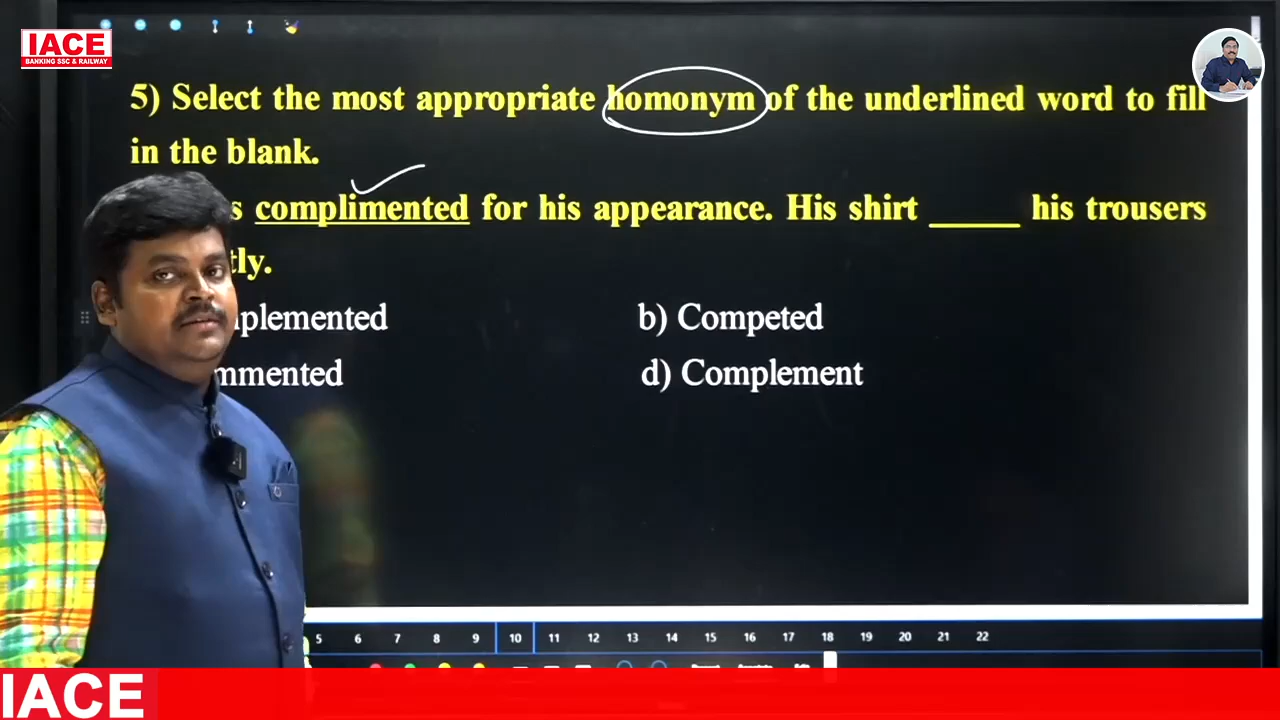 IACE
BANKING SSC & RAILWAY
5) Select the most appropriate homonym of the underlined word to fill
in the blank.
s complimented for his appearance. His shirt _____ his trousers
tly.
plemented
b) Competed
mmented
d) Complement
5 6 7 8 9 10 11 12 13 14 15 16 17 18 19 20 21 22
IACE